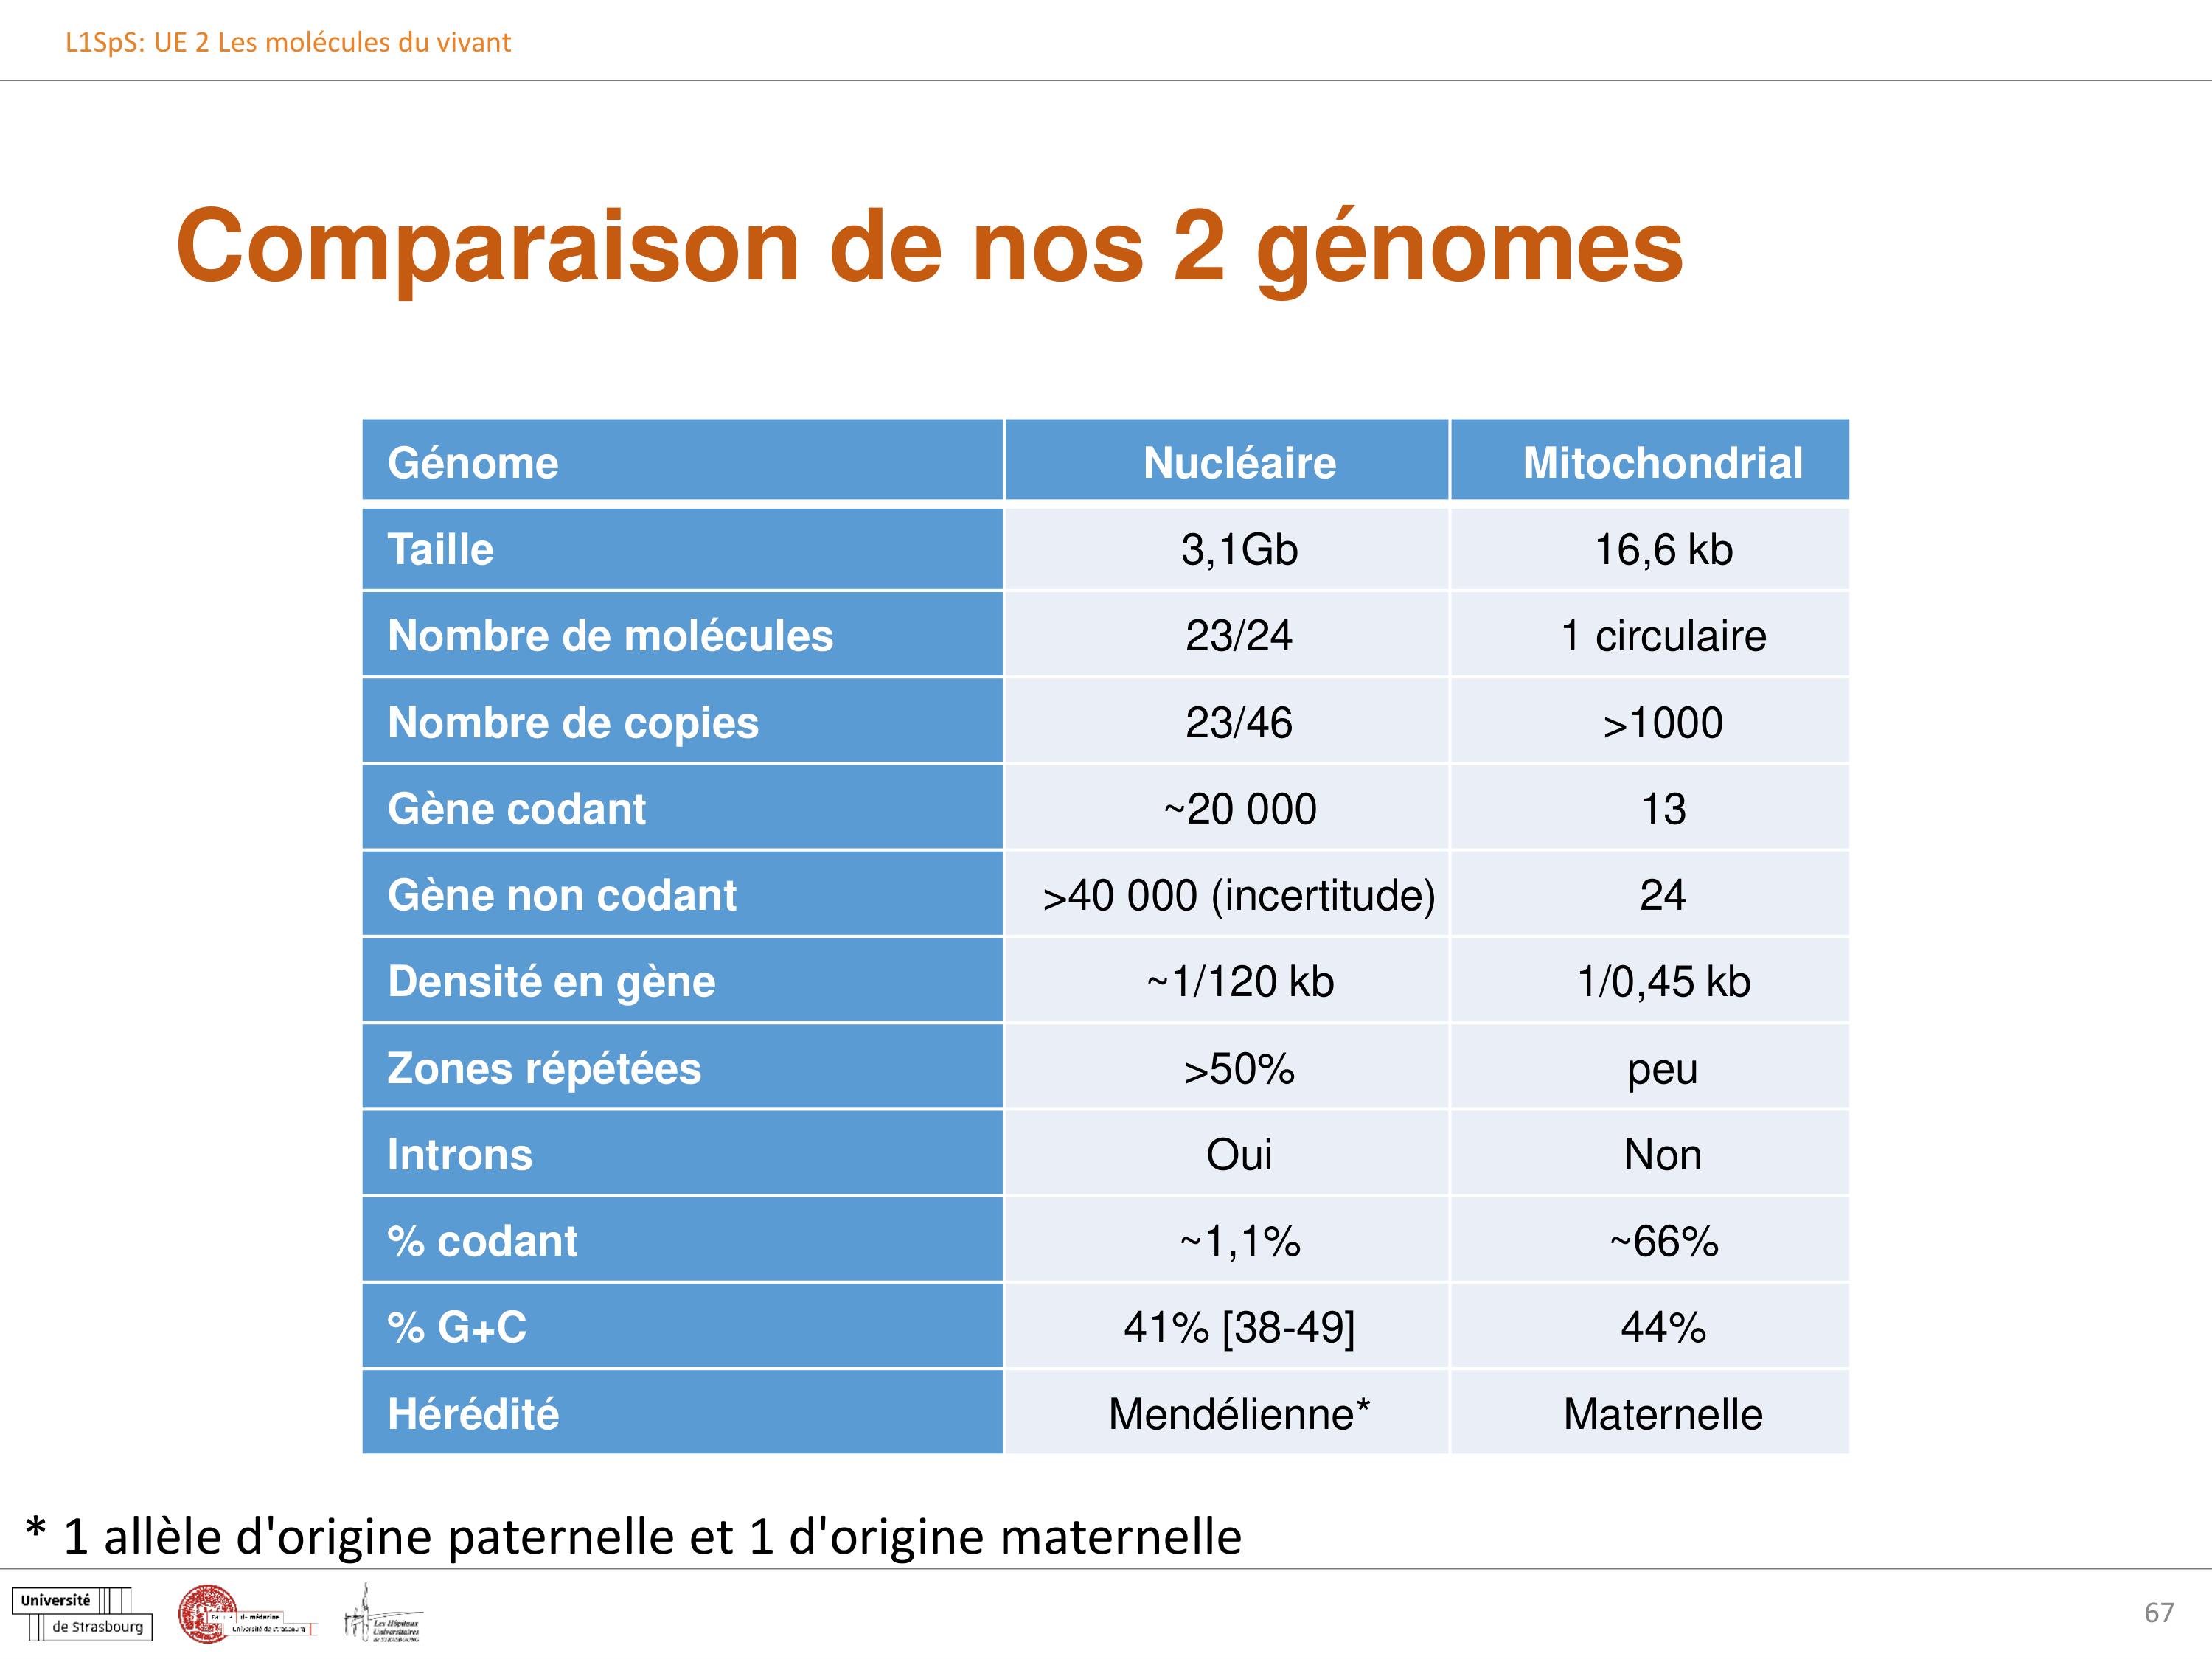 L1SpS: UE 2 Les molécules du vivant
Comparaison de nos 2 génomes
Génome Nucléaire Mitochondrial
Taille 3,1Gb 16,6 kb
Nombre de molécules 23/24 1 circulaire
Nombre de copies 23/46 >1000
Gène codant ~20 000 13
Gène non codant >40 000 (incertitude) 24
Densité en gène ~1/120 kb 1/0,45 kb
Zones répétées >50% peu
Introns Oui Non
% codant ~1,1% ~66%
% G+C 41% [38-49] 44%
Hérédité Mendélienne* Maternelle
* 1 allèle d'origine paternelle et 1 d'origine maternelle
Université
de Strasbourg
de médecine
Université de Strasbourg
Les Hôpitaux
Universitaires
de STRASBOURG
67